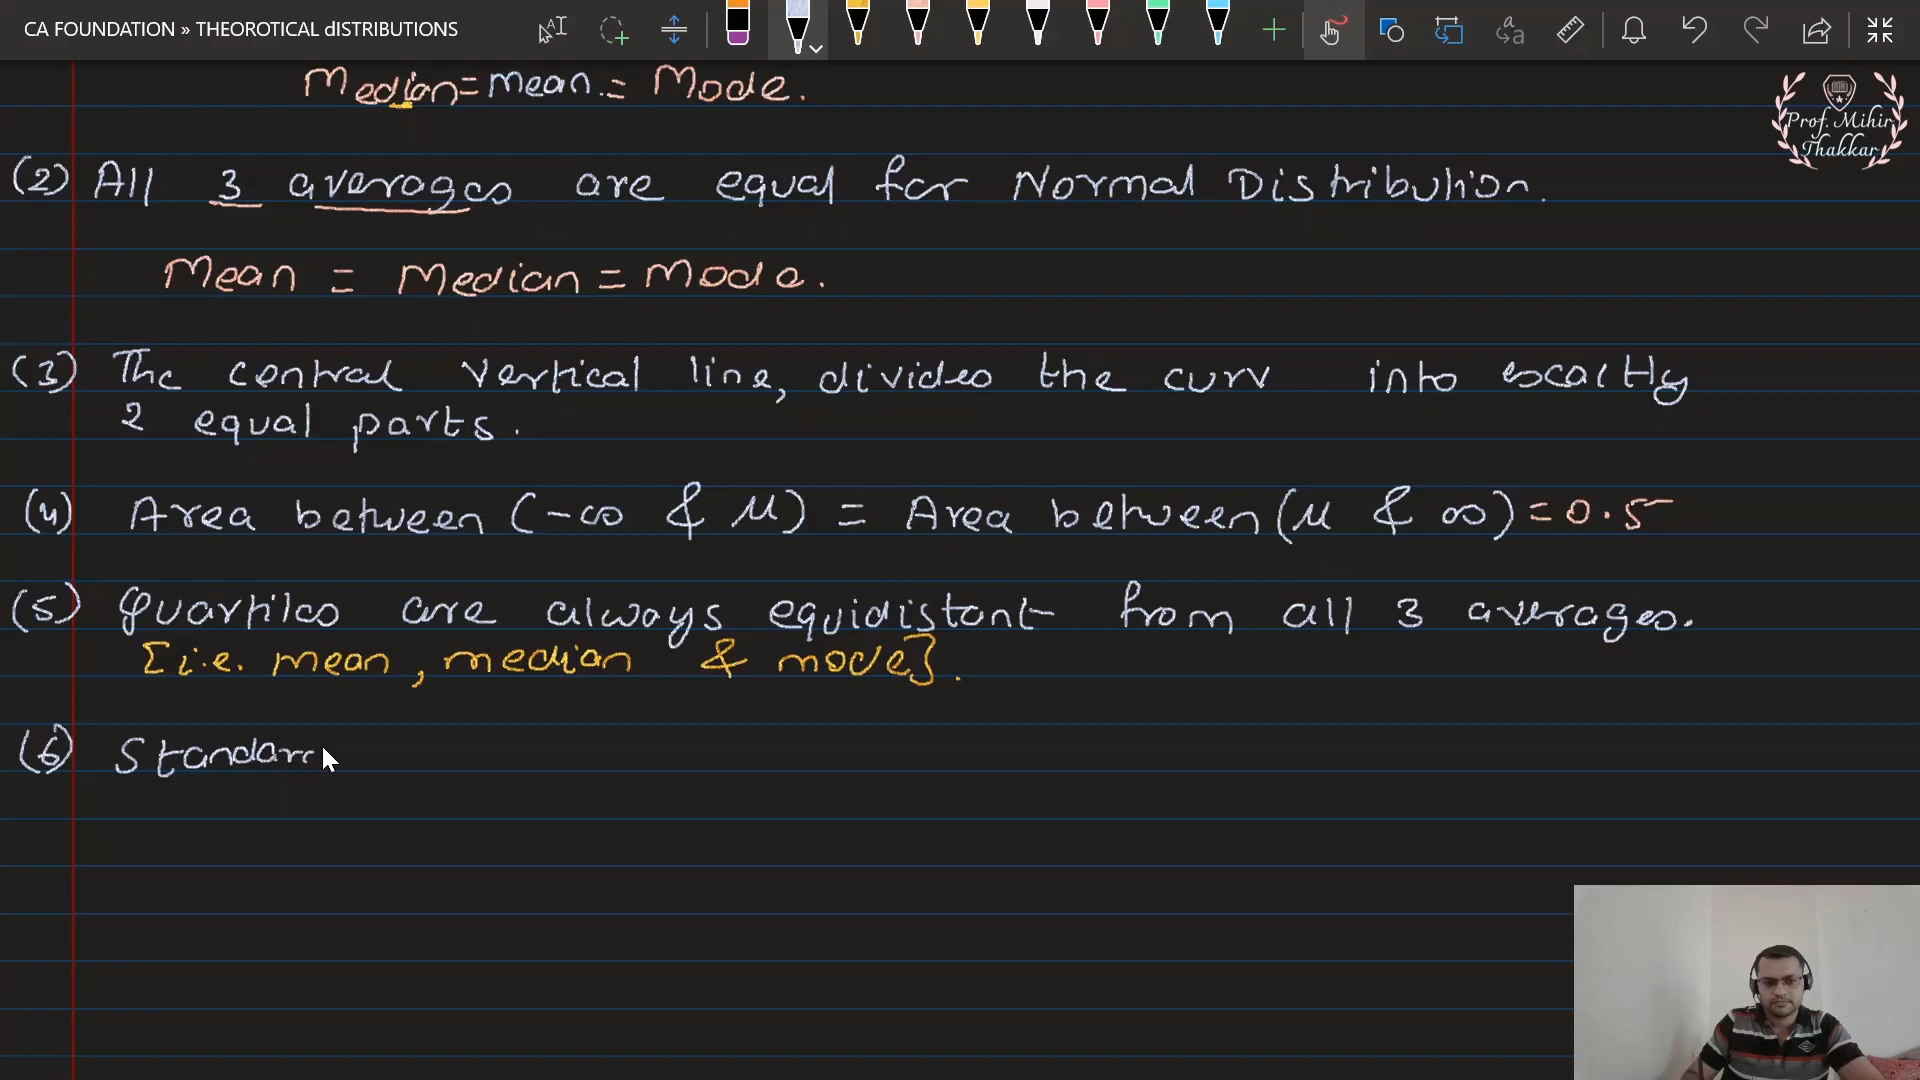 CA FOUNDATION » THEOROTICAL dISTRIBUTIONS
Median = mean. = Mode.
Prof. Mihir
Thakkar
(2) All 3 averages are equal for Normal Distribution.
Mean = Median = Mode.
(3) The central vertical line, divides the curv into exactly
2 equal parts.
(4) Area between (-∞ & μ) = Area between (μ & ∞) = 0.5
(5) Quartiles are always equidistant from all 3 averages.
[i.e. mean, median & mode].
(6) Standar